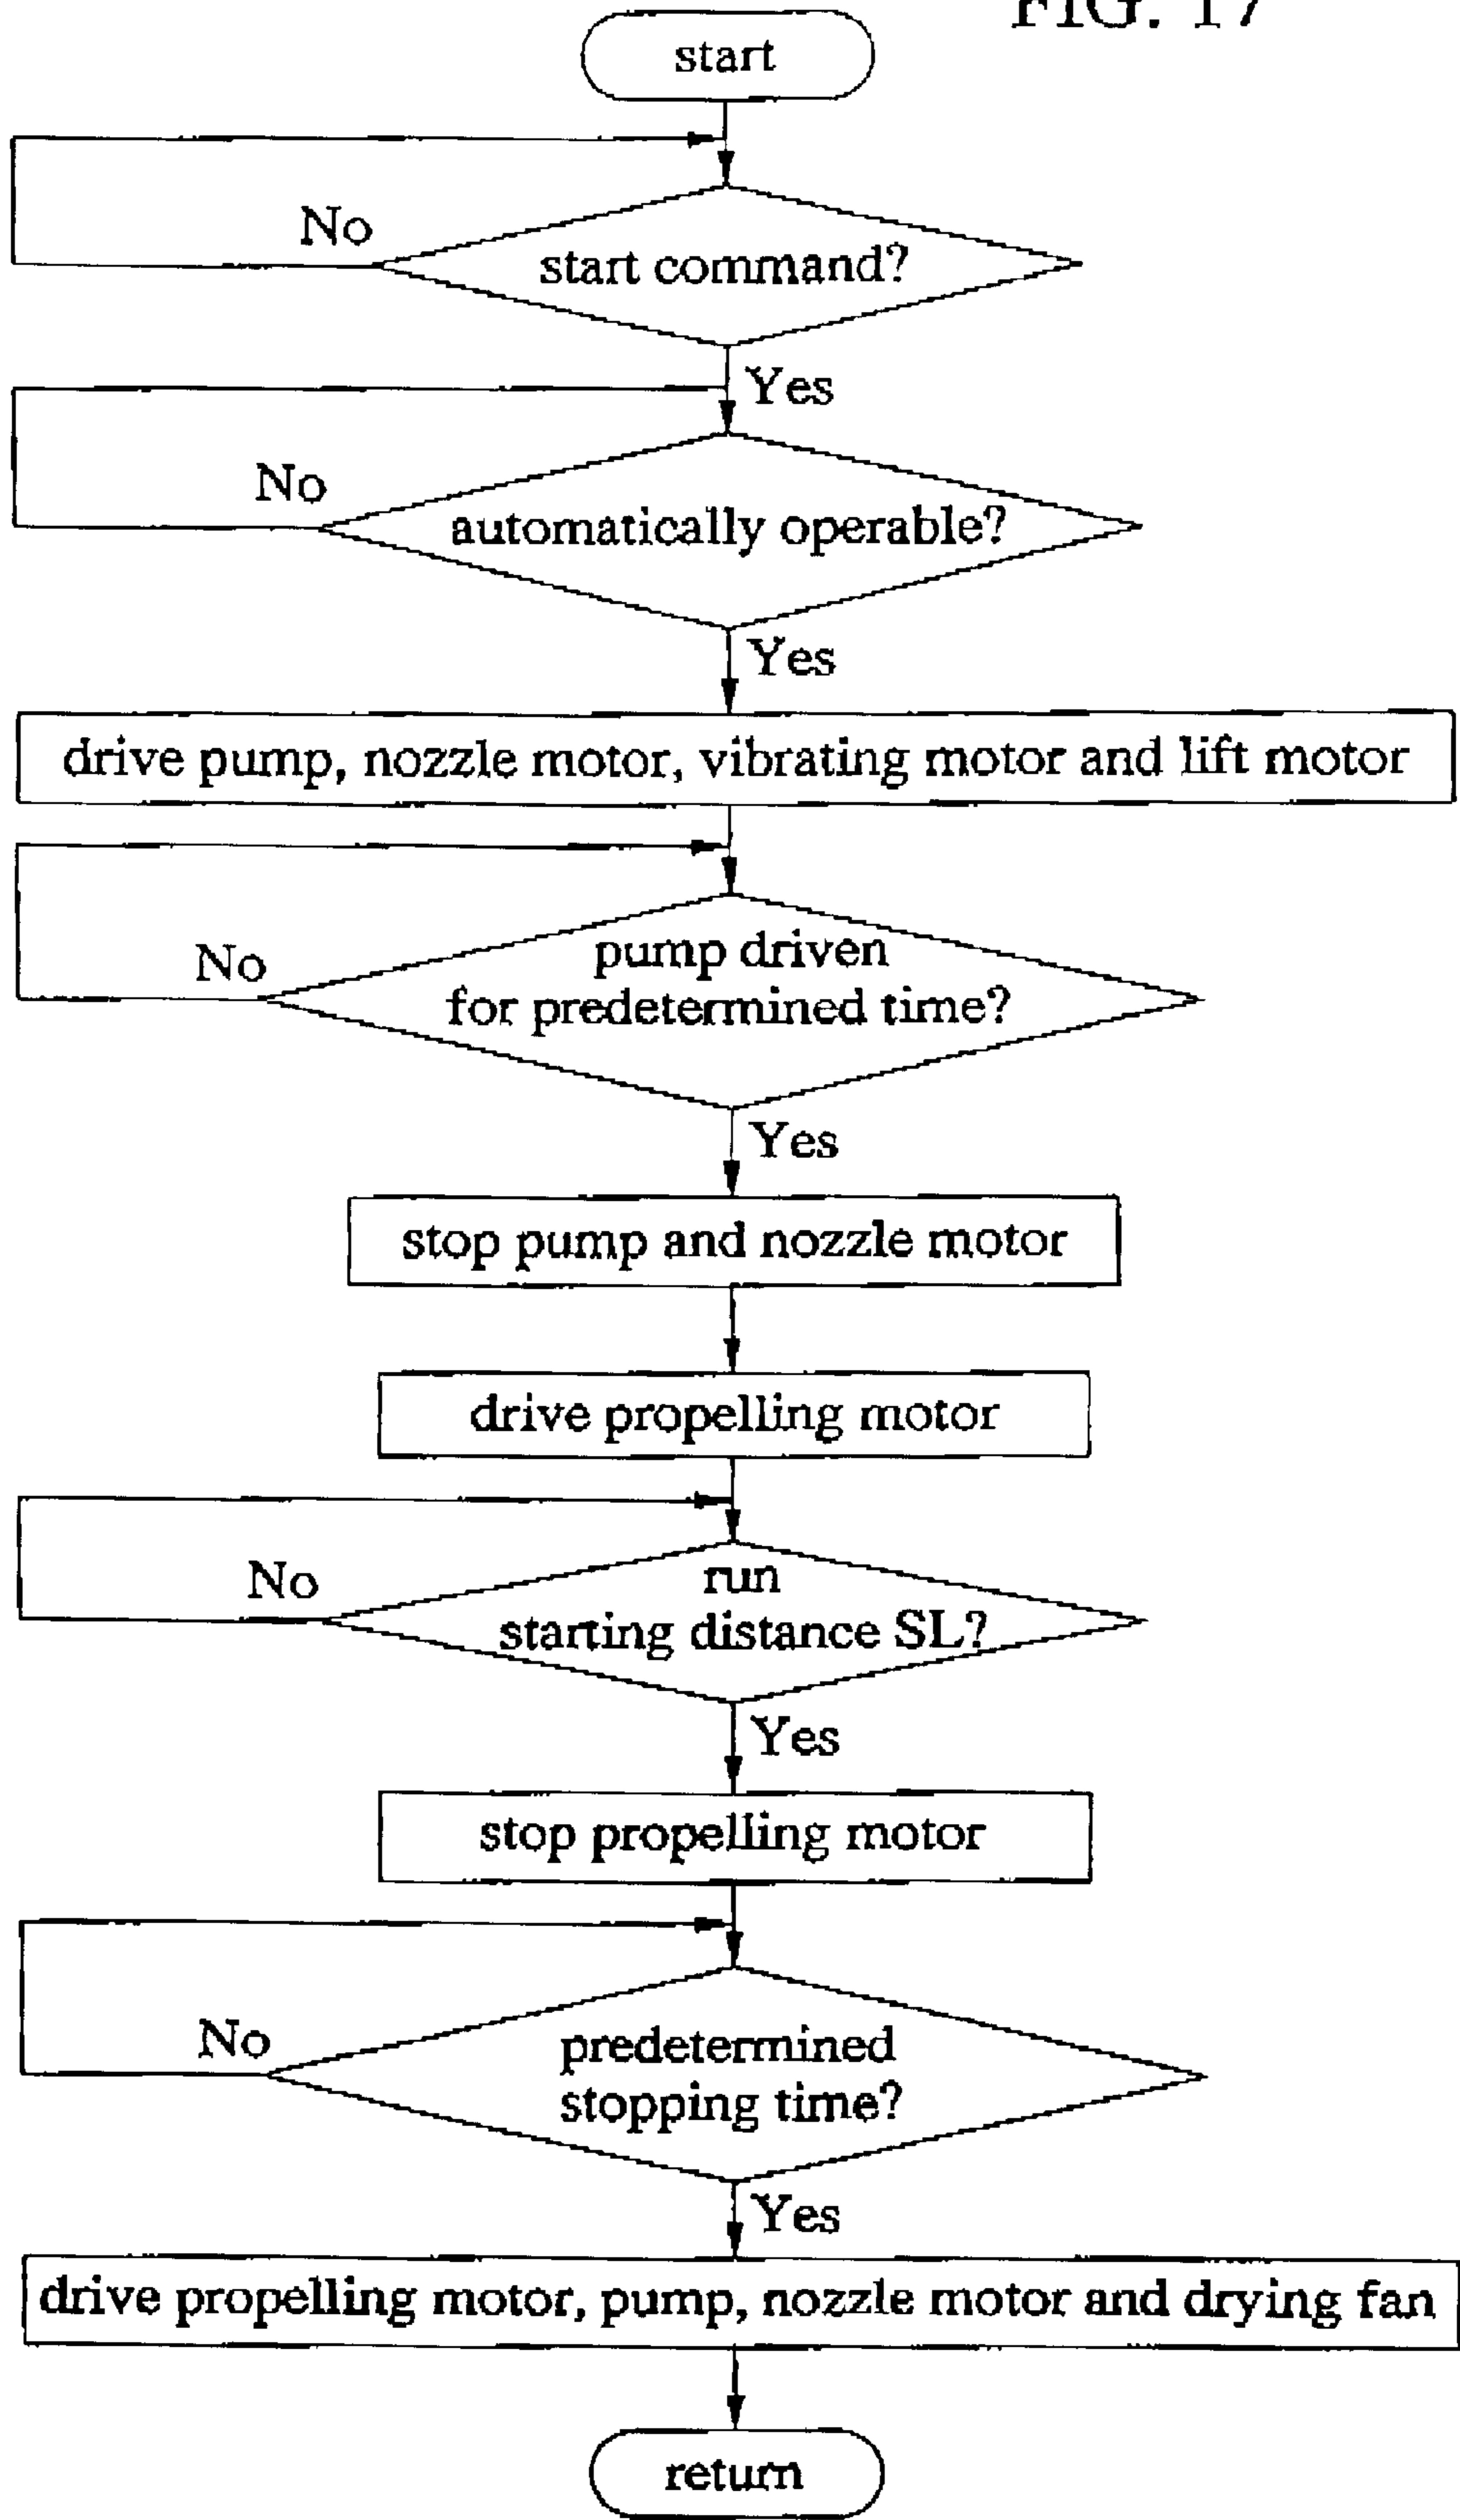 FIG. 17
start
No
start command?
Yes
No
automatically operable?
Yes
drive pump, nozzle motor, vibrating motor and lift motor
No
pump driven
for predetermined time?
Yes
stop pump and nozzle motor
drive propelling motor
No
run
starting distance SL?
Yes
stop propelling motor
No
predetermined
stopping time?
Yes
drive propelling motor, pump, nozzle motor and drying fan
return